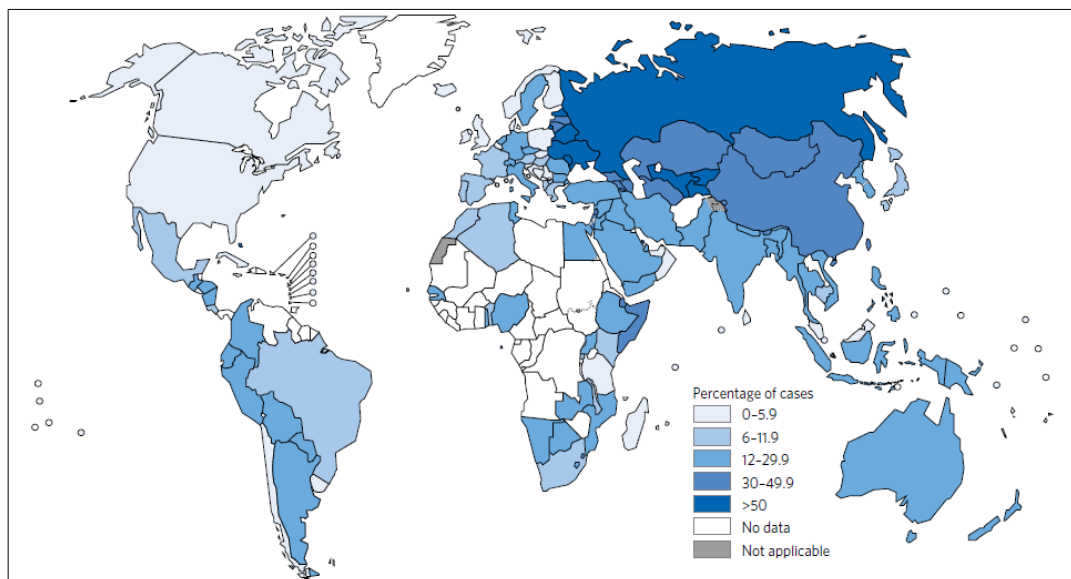 Percentage of cases
0–5.9
6–11.9
12–29.9
30–49.9
>50
No data
Not applicable